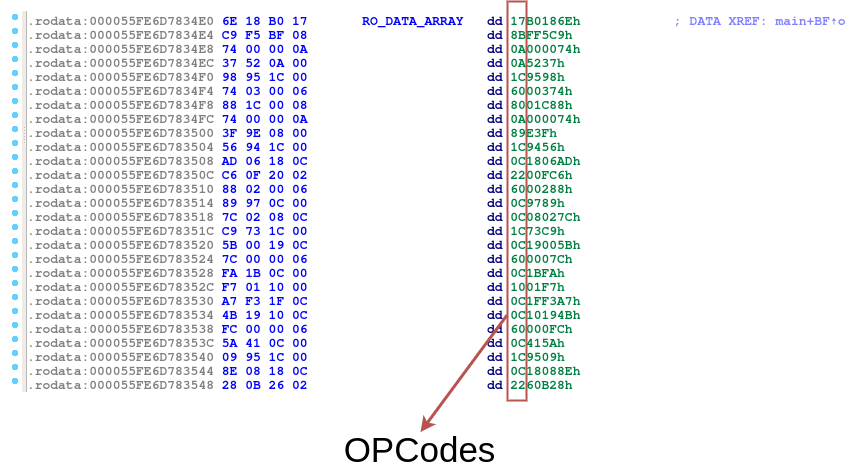 .rodata:000055FE6D7834E0 6E 18 B0 17 RO_DATA_ARRAY dd 17B0186Eh ; DATA XREF: main+BF↑o
.rodata:000055FE6D7834E4 C9 F5 BF 08 dd 8BFF5C9h
.rodata:000055FE6D7834E8 74 00 00 0A dd 0A000074h
.rodata:000055FE6D7834EC 37 52 0A 00 dd 0A5237h
.rodata:000055FE6D7834F0 98 95 1C 00 dd 1C9598h
.rodata:000055FE6D7834F4 74 03 00 06 dd 6000374h
.rodata:000055FE6D7834F8 88 1C 00 08 dd 8001C88h
.rodata:000055FE6D7834FC 74 00 00 0A dd 0A000074h
.rodata:000055FE6D783500 3F 9E 08 00 dd 89E3Fh
.rodata:000055FE6D783504 56 94 1C 00 dd 1C9456h
.rodata:000055FE6D783508 AD 06 18 0C dd 0C1806ADh
.rodata:000055FE6D78350C C6 0F 20 02 dd 2200FC6h
.rodata:000055FE6D783510 88 02 00 06 dd 6000288h
.rodata:000055FE6D783514 89 97 0C 00 dd 0C9789h
.rodata:000055FE6D783518 7C 02 08 0C dd 0C08027Ch
.rodata:000055FE6D78351C C9 73 1C 00 dd 1C73C9h
.rodata:000055FE6D783520 5B 00 19 0C dd 0C19005Bh
.rodata:000055FE6D783524 7C 00 00 06 dd 600007Ch
.rodata:000055FE6D783528 FA 1B 0C 00 dd 0C1BFAh
.rodata:000055FE6D78352C F7 01 10 00 dd 1001F7h
.rodata:000055FE6D783530 A7 F3 1F 0C dd 0C1FF3A7h
.rodata:000055FE6D783534 4B 19 10 0C dd 0C10194Bh
.rodata:000055FE6D783538 FC 00 00 06 dd 60000FCh
.rodata:000055FE6D78353C 5A 41 0C 00 dd 0C415Ah
.rodata:000055FE6D783540 09 95 1C 00 dd 1C9509h
.rodata:000055FE6D783544 8E 08 18 0C dd 0C18088Eh
.rodata:000055FE6D783548 28 0B 26 02 dd 2260B28h
OPCodes